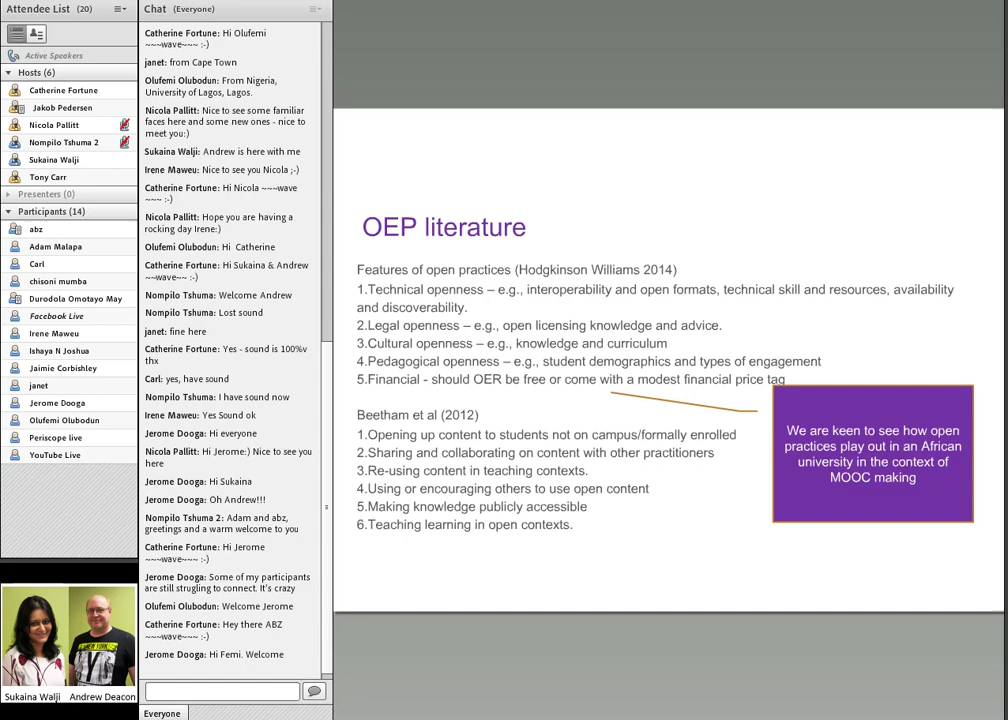 Attendee List (20)
Active Speakers
Hosts (6)
Catherine Fortune
Jakob Pedersen
Nicola Pallitt
Nompilo Tshuma 2
Sukaina Walji
Tony Carr
Presenters (0)
Participants (14)
abz
Adam Malapa
Carl
chisoni mumba
Durodola Omotayo May
Facebook Live
Irene Maweu
Ishaya N Joshua
Jaimie Corbishley
janet
Jerome Dooga
Olufemi Olubodun
Periscope live
YouTube Live
Sukaina Walji Andrew Deacon
Chat (Everyone)
Catherine Fortune: Hi Olufemi
~~~wave~~~ :-)
janet: from Cape Town
Olufemi Olubodun: From Nigeria,
University of Lagos, Lagos.
Nicola Pallitt: Nice to see some familiar
faces here and some new ones - nice to
meet you:)
Sukaina Walji: Andrew is here with me
Irene Maweu: Nice to see you Nicola ;-)
Catherine Fortune: Hi Nicola ~~~wave
~~~ :-)
Nicola Pallitt: Hope you are having a
rocking day Irene:)
Olufemi Olubodun: Hi  Catherine
Catherine Fortune: Hi Sukaina & Andrew
~~wave~~~ :-)
Nompilo Tshuma: Welcome Andrew
Nompilo Tshuma: Lost sound
janet: fine here
Catherine Fortune: Yes - sound is 100%v
thx
Carl: yes, have sound
Nompilo Tshuma: I have sound now
Irene Maweu: Yes Sound ok
Jerome Dooga: Hi everyone
Nicola Pallitt: Hi Jerome:) Nice to see you
here
Jerome Dooga: Hi Sukaina
Jerome Dooga: Oh Andrew!!!
Nompilo Tshuma 2: Adam and abz,
greetings and a warm welcome to you
Catherine Fortune: Hi Jerome
~~~wave~~~ :-)
Jerome Dooga: Some of my participants
are still strugling to connect. It's crazy
Olufemi Olubodun: Welcome Jerome
Catherine Fortune: Hey there ABZ
~~~wave~~~ :-)
Jerome Dooga: Hi Femi. Welcome
Everyone
OEP literature
Features of open practices (Hodgkinson Williams 2014)
1.Technical openness – e.g., interoperability and open formats, technical skill and resources, availability
and discoverability.
2.Legal openness – e.g., open licensing knowledge and advice.
3.Cultural openness – e.g., knowledge and curriculum
4.Pedagogical openness – e.g., student demographics and types of engagement
5.Financial - should OER be free or come with a modest financial price tag
Beetham et al (2012)
1.Opening up content to students not on campus/formally enrolled
2.Sharing and collaborating on content with other practitioners
3.Re-using content in teaching contexts.
4.Using or encouraging others to use open content
5.Making knowledge publicly accessible
6.Teaching learning in open contexts.
We are keen to see how open
practices play out in an African
university in the context of
MOOC making